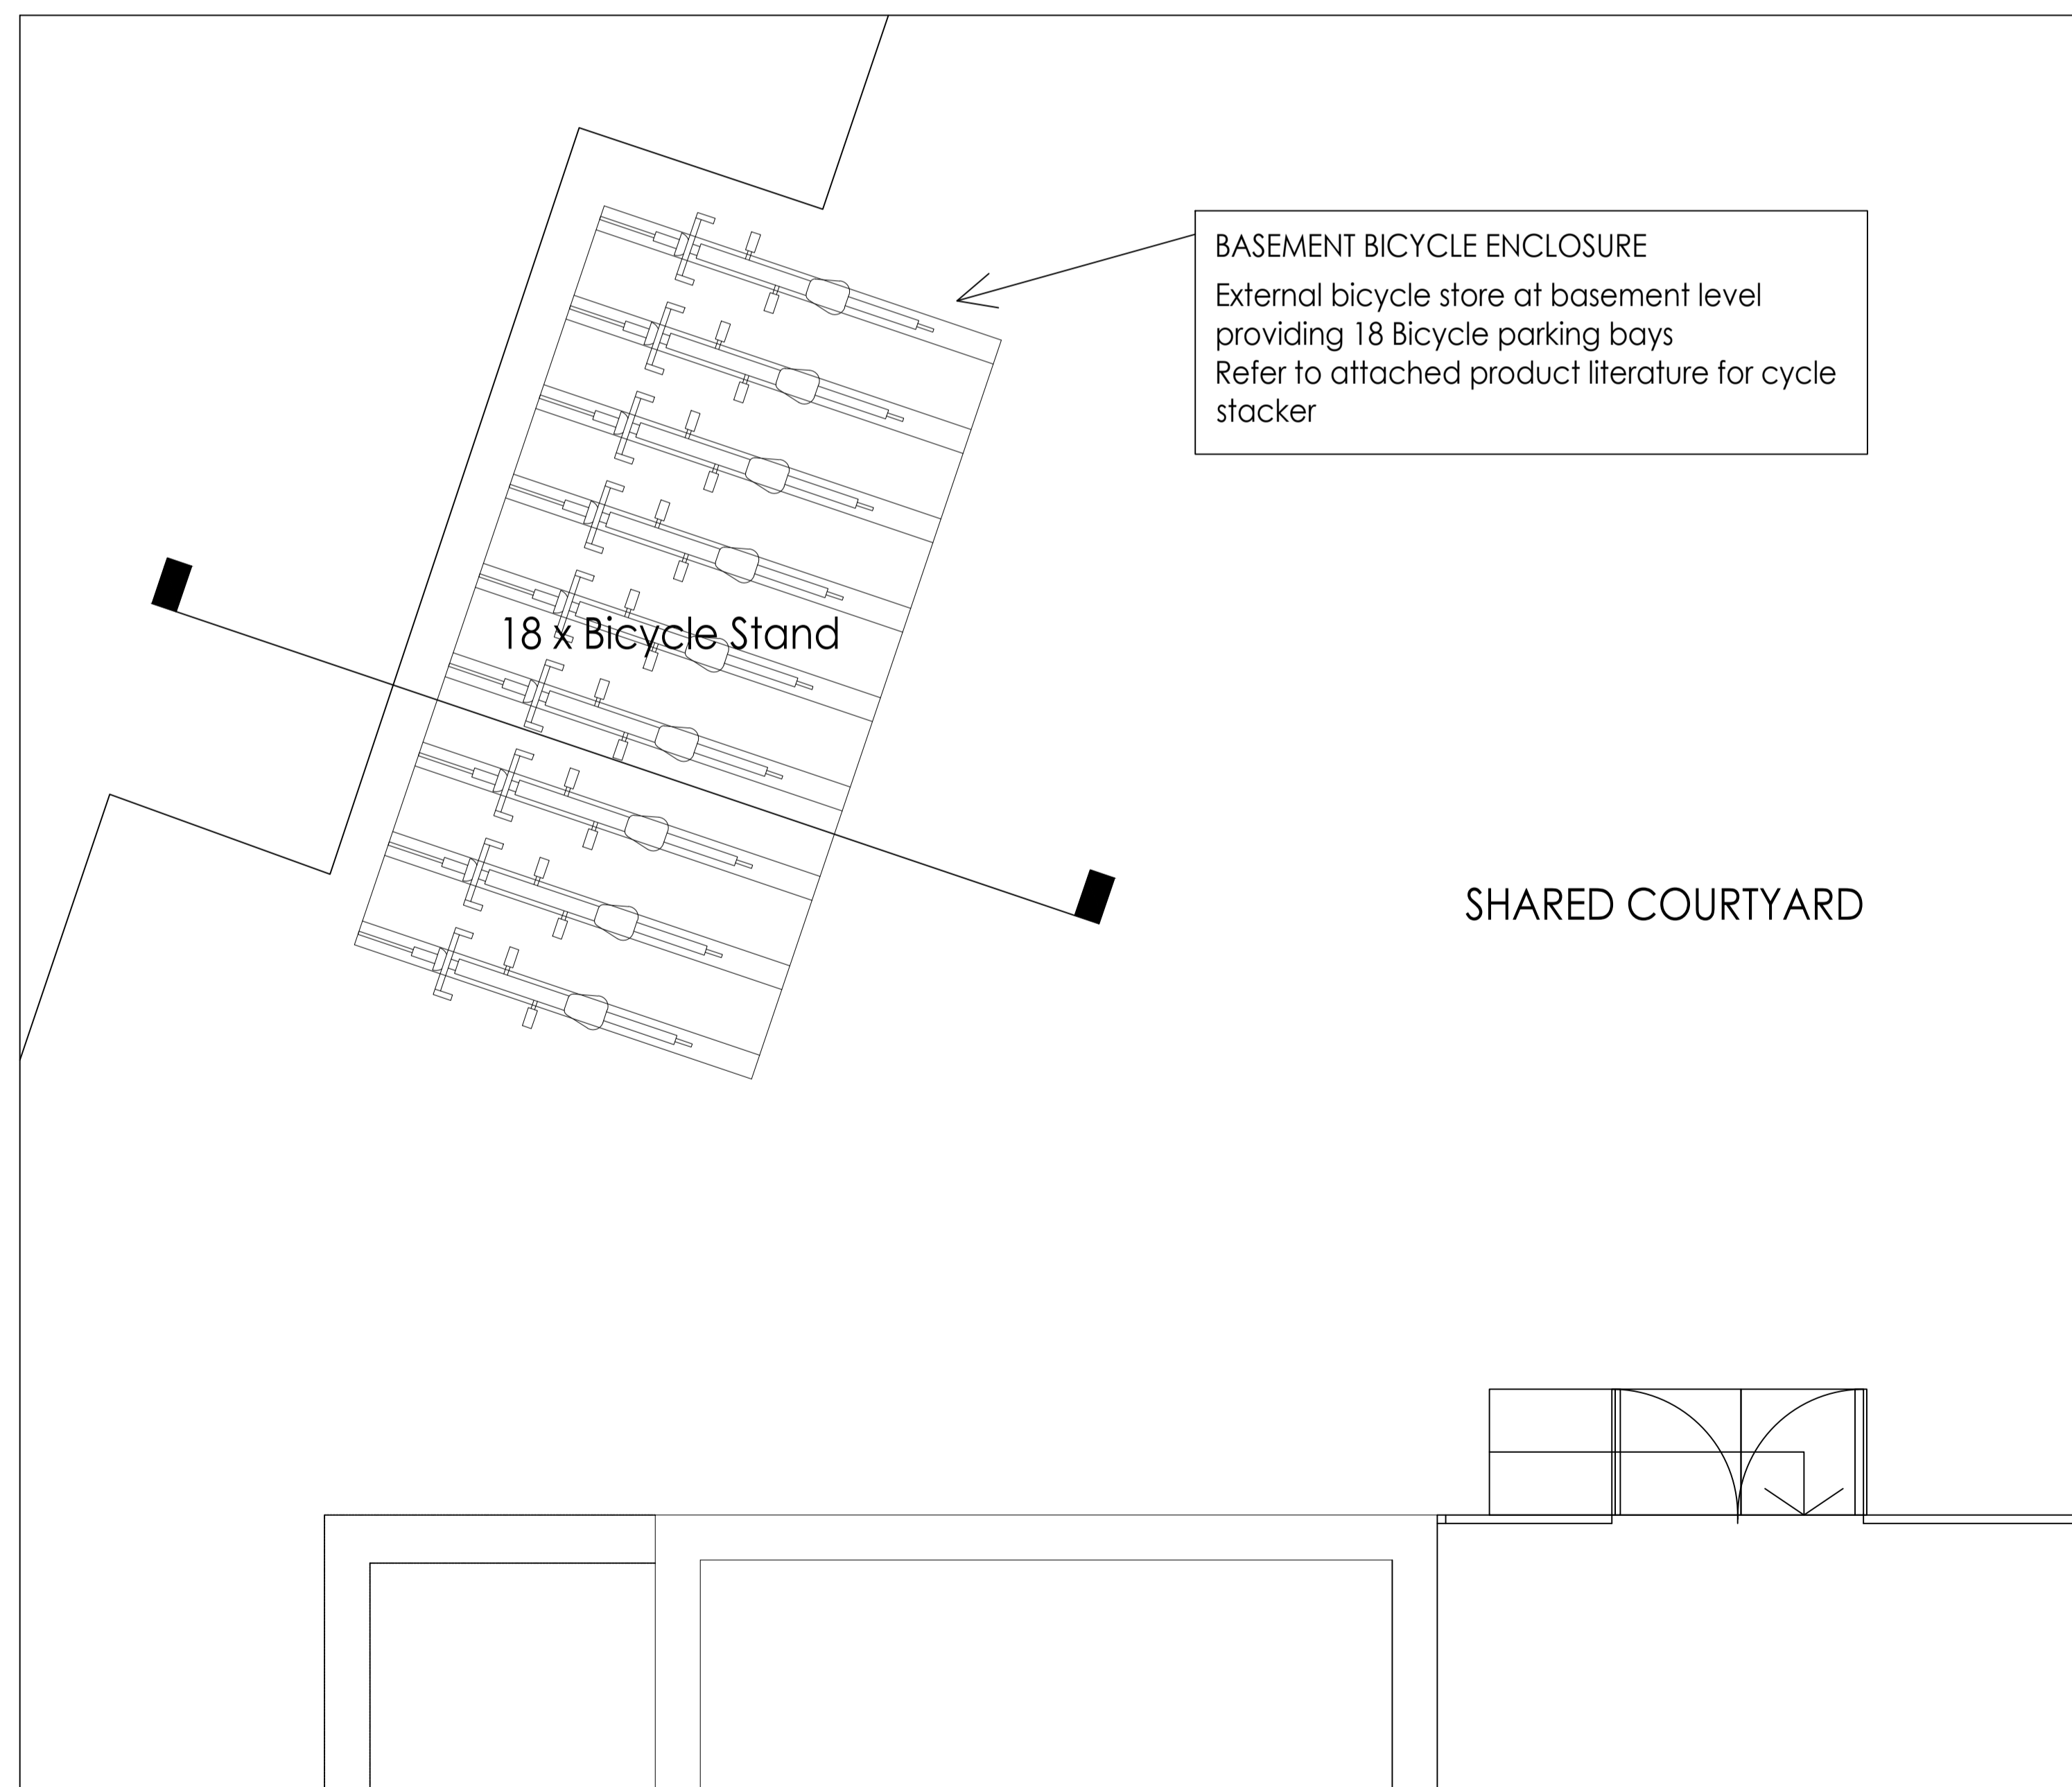 BASEMENT BICYCLE ENCLOSURE
External bicycle store at basement level
providing 18 Bicycle parking bays
Refer to attached product literature for cycle
stacker
18 x Bicycle Stand
SHARED COURTYARD